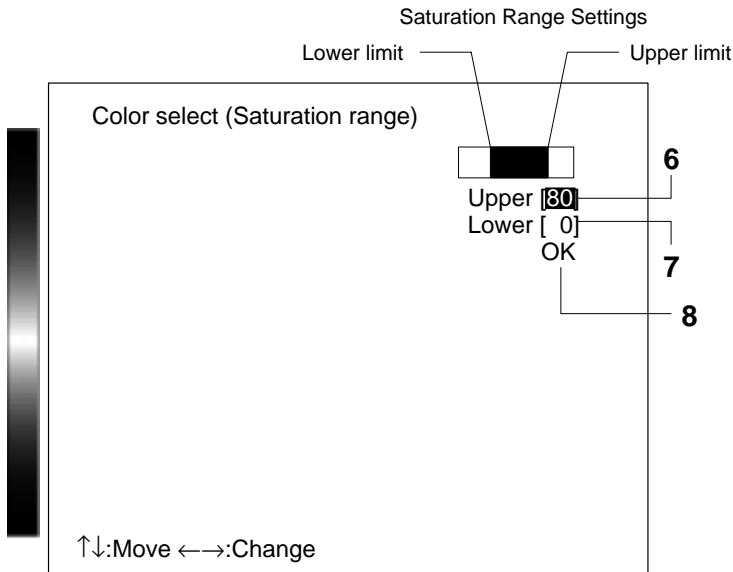 Saturation Range Settings
Lower limit Upper limit
Color select (Saturation range)
6
Upper [80]
Lower [ 0]
OK
7
8
↑↓:Move ←→:Change